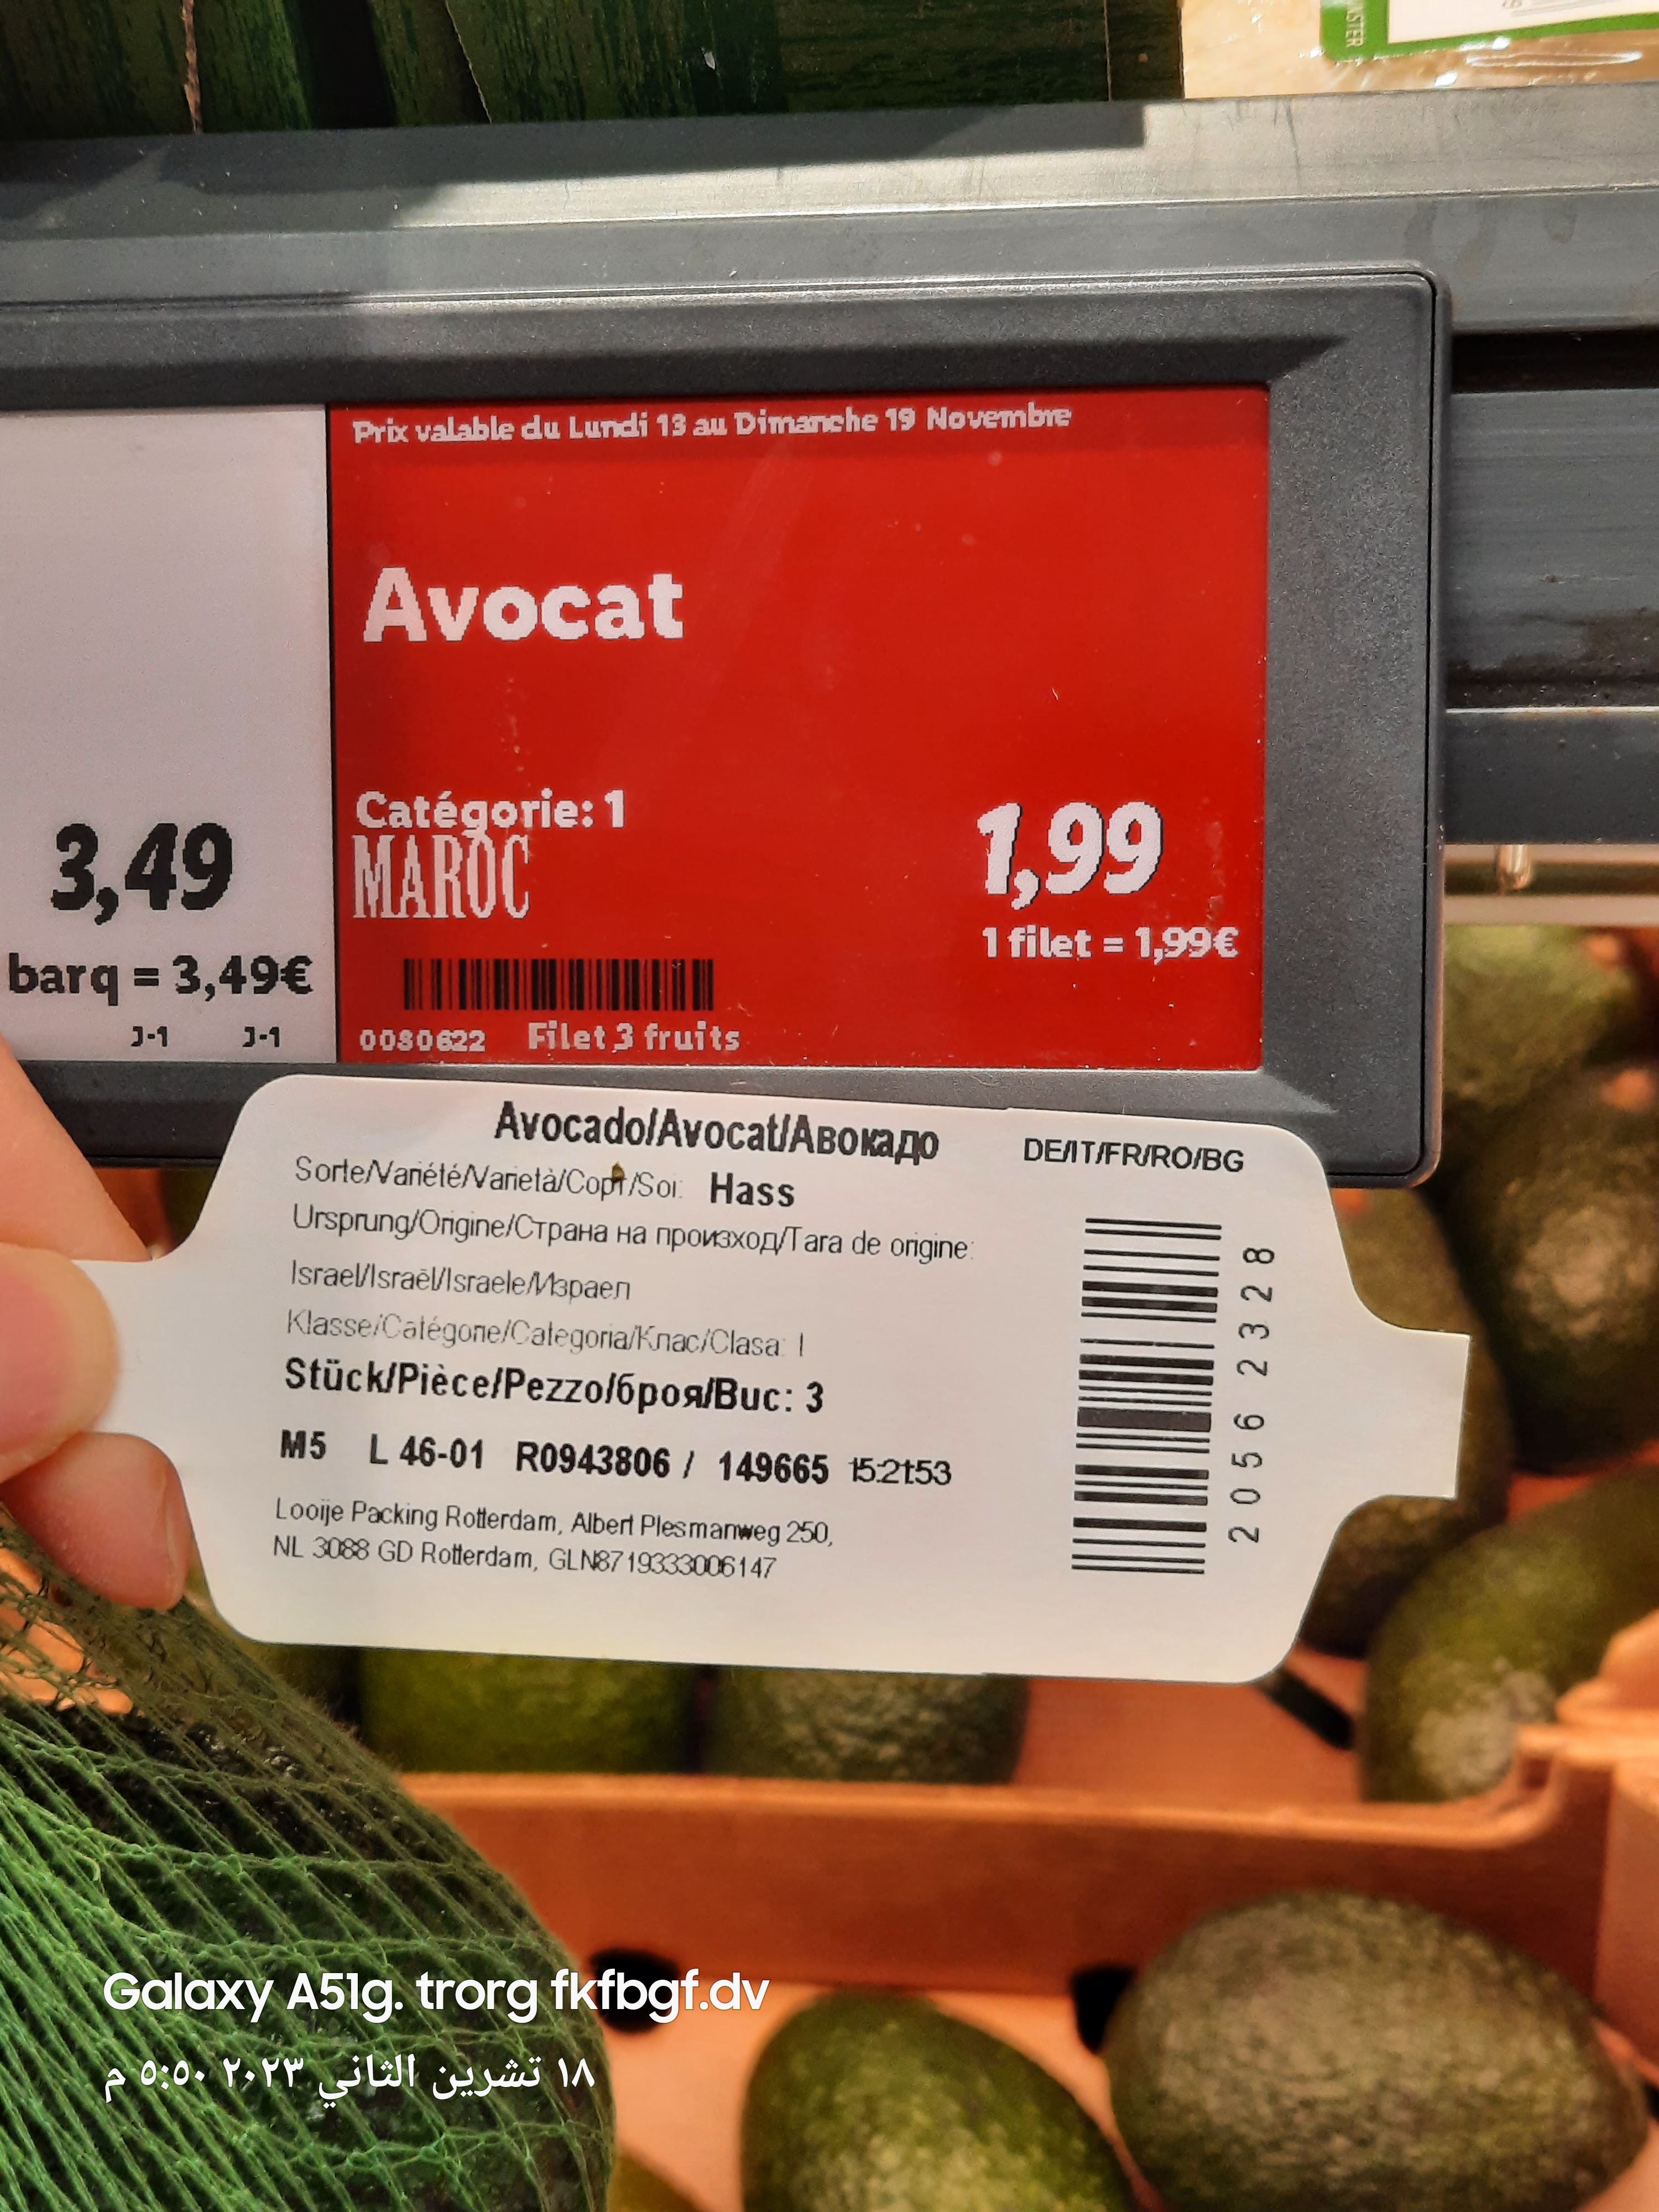 Prix valable du Lundi 13 au Dimanche 19 Novembre
Avocat
Catégorie: 1
MAROC
1,99
1 filet = 1,99€
0080622 Filet 3 fruits
3,49
barq = 3,49€
J-1 J-1
Avocado/Avocat/Авокадо DE/IT/FR/RO/BG
Sorte/Variété/Varietà/Сорт/Soi: Hass
Ursprung/Origine/Страна на произход/Tara de origine:
Israel/Israël/Israele/Израел
Klasse/Catégorie/Categoria/Клас/Clasa: I
Stück/Pièce/Pezzo/броя/Buc: 3
M5 L 46-01 R0943806 / 149665 15:21:53
Looije Packing Rotterdam, Albert Plesmanweg 250,
NL 3088 GD Rotterdam, GLN8719333006147
20562328
Galaxy A51g. trorg fkfbgf.dv
١٨ تشرين الثاني ٢٠٢٣ ٥:٥٠ م